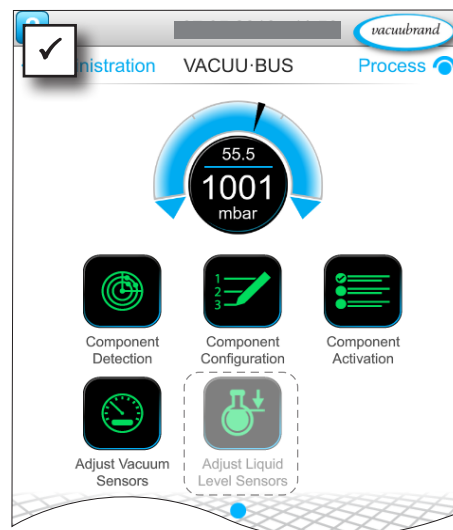 vacuubrand
nistration VACUU·BUS Process
55.5
1001
mbar
1
2
3
Component
Detection
Component
Configuration
Component
Activation
Adjust Vacuum
Sensors
Adjust Liquid
Level Sensors